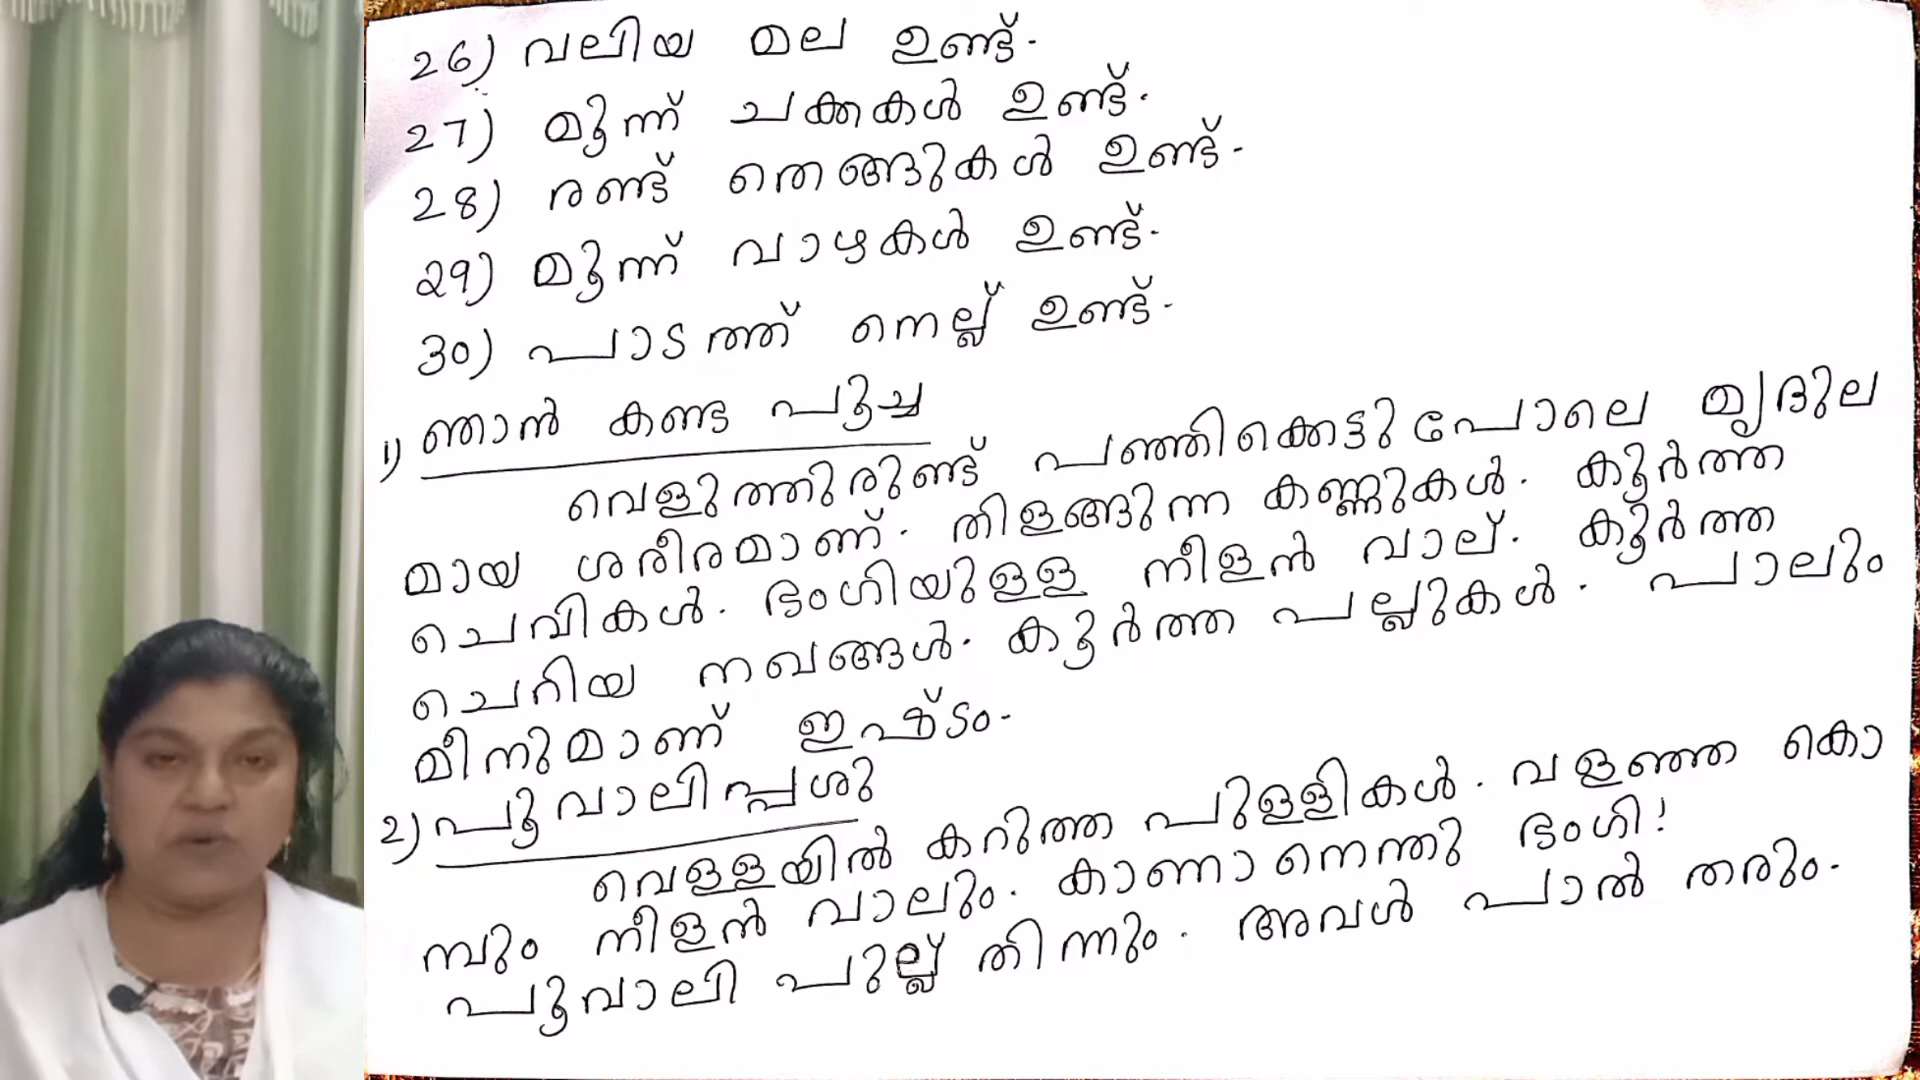 26) വലിയ മല ഉണ്ട്.
27) മൂന്ന് ചക്കകൾ ഉണ്ട്.
28) രണ്ട് തെങ്ങുകൾ ഉണ്ട്.
29) മൂന്ന് വാഴകൾ ഉണ്ട്.
30) പാടത്ത് നെല്ല് ഉണ്ട്.
1) ഞാൻ കണ്ട പൂച്ച
വെളുത്തുരുണ്ട് പഞ്ഞിക്കെട്ടുപോലെ മൃദുല
മായ ശരീരമാണ്. തിളങ്ങുന്ന കണ്ണുകൾ. കൂർത്ത
ചെവികൾ. ഭംഗിയുള്ള നീളൻ വാല്. കൂർത്ത
ചെറിയ നഖങ്ങൾ. കൂർത്ത പല്ലുകൾ. പാലും
മീനുമാണ് ഇഷ്ടം.
2) പൂവാലിപ്പശു
വെള്ളയിൽ കറുത്ത പുള്ളികൾ. വളഞ്ഞ കൊ
മ്പും നീളൻ വാലും. കാണാനെന്തു ഭംഗി!
പൂവാലി പുല്ല് തിന്നും. അവൾ പാൽ തരും.